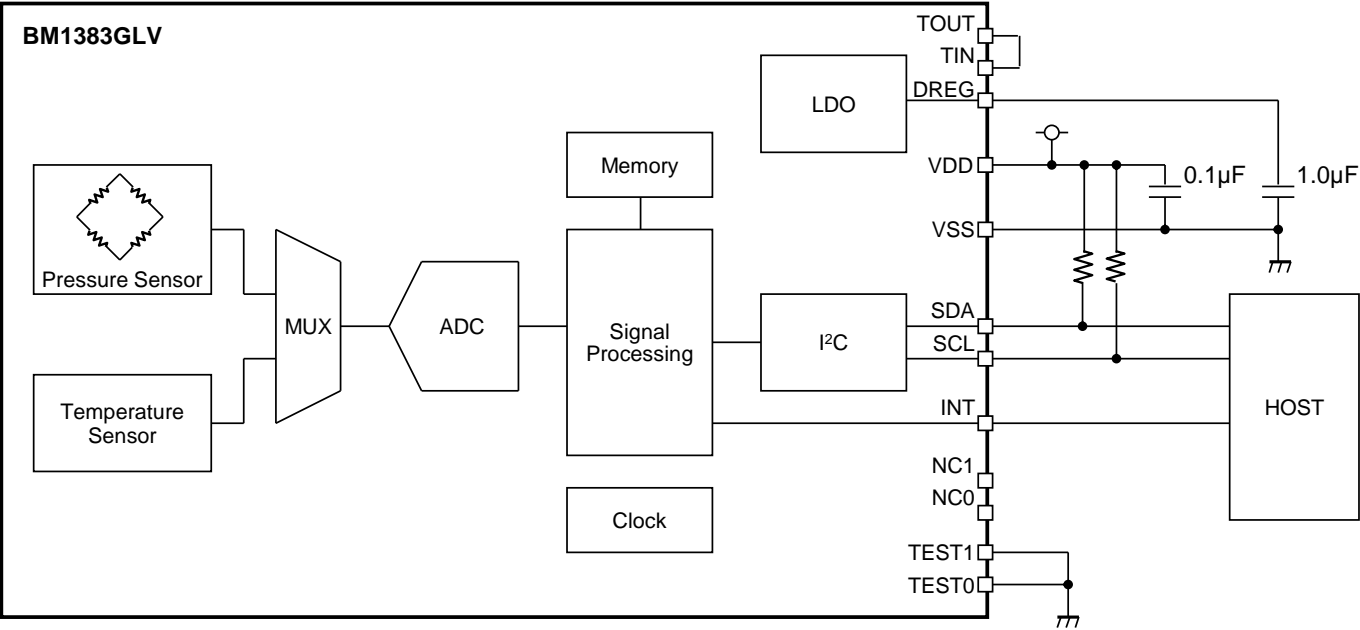 BM1383GLV
TOUT
TIN
DREG
LDO
VDD
0.1µF
1.0µF
Memory
VSS
Pressure Sensor
MUX
ADC
Signal
Processing
I²C
SDA
SCL
HOST
Temperature
Sensor
INT
NC1
NC0
Clock
TEST1
TEST0